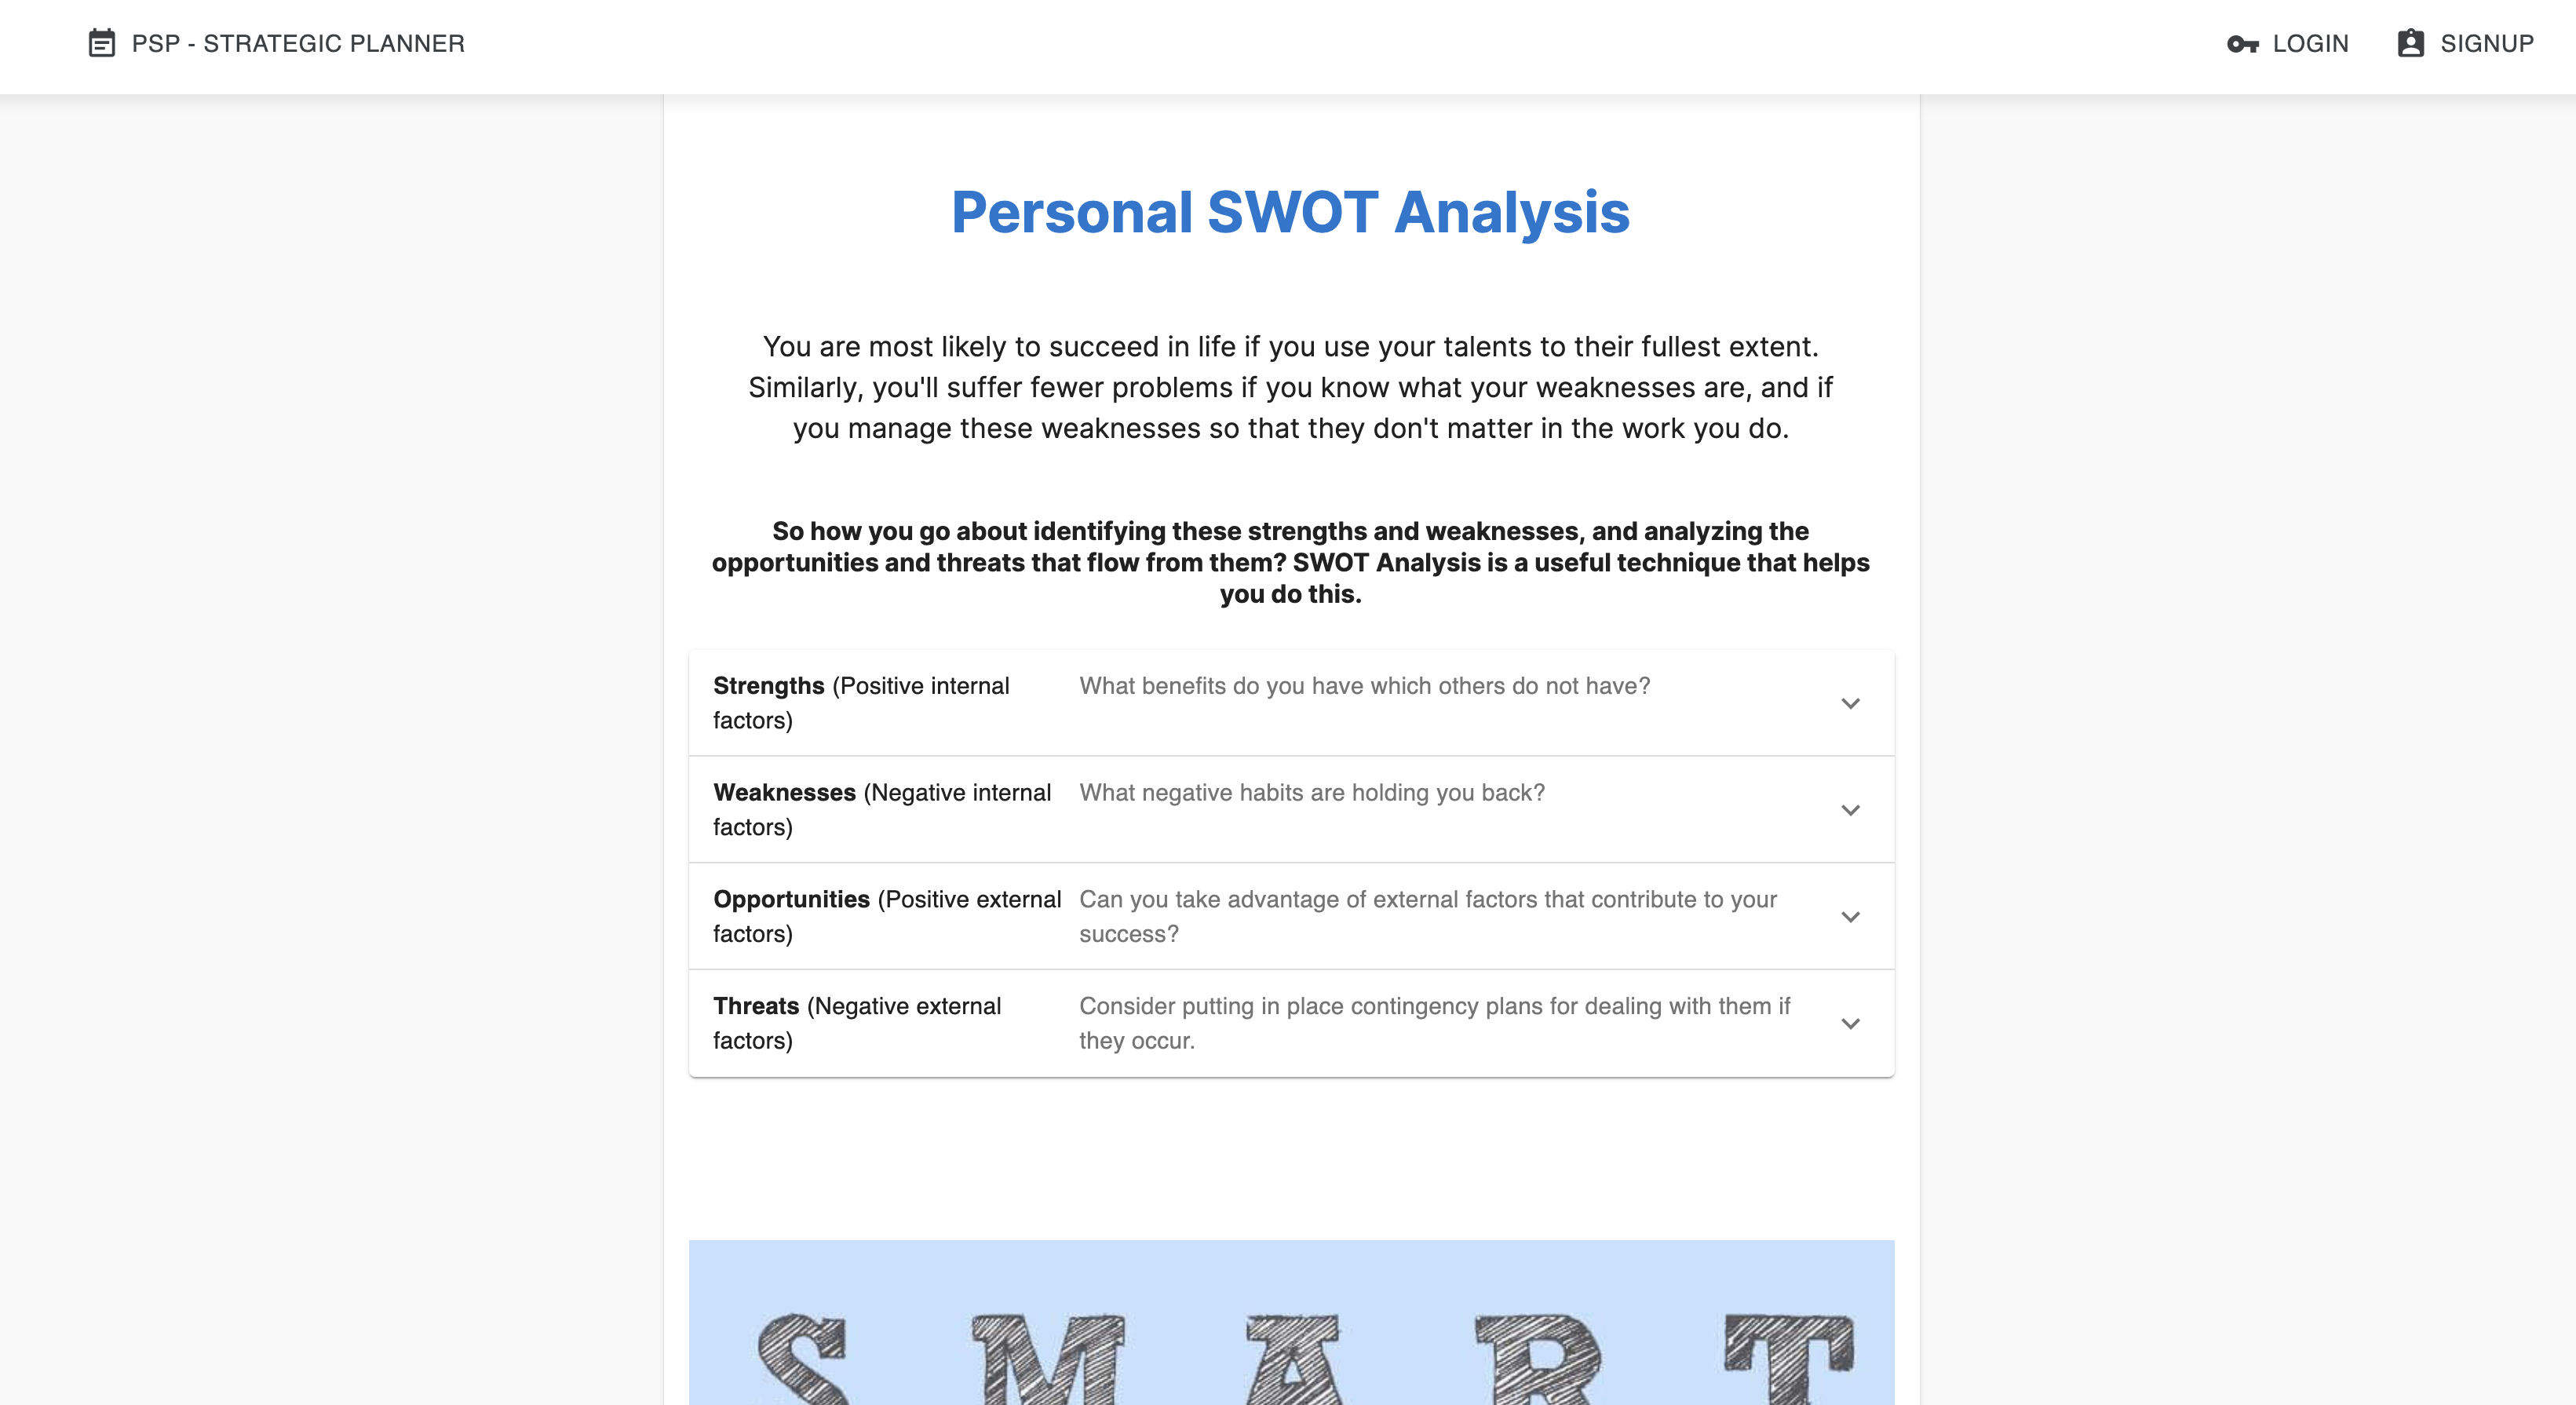 PSP - STRATEGIC PLANNER
LOGIN
SIGNUP
Personal SWOT Analysis
You are most likely to succeed in life if you use your talents to their fullest extent.
Similarly, you'll suffer fewer problems if you know what your weaknesses are, and if
you manage these weaknesses so that they don't matter in the work you do.
So how you go about identifying these strengths and weaknesses, and analyzing the
opportunities and threats that flow from them? SWOT Analysis is a useful technique that helps
you do this.
Strengths (Positive internal
factors)
What benefits do you have which others do not have?
Weaknesses (Negative internal
factors)
What negative habits are holding you back?
Opportunities (Positive external
factors)
Can you take advantage of external factors that contribute to your
success?
Threats (Negative external
factors)
Consider putting in place contingency plans for dealing with them if
they occur.
S M A R T